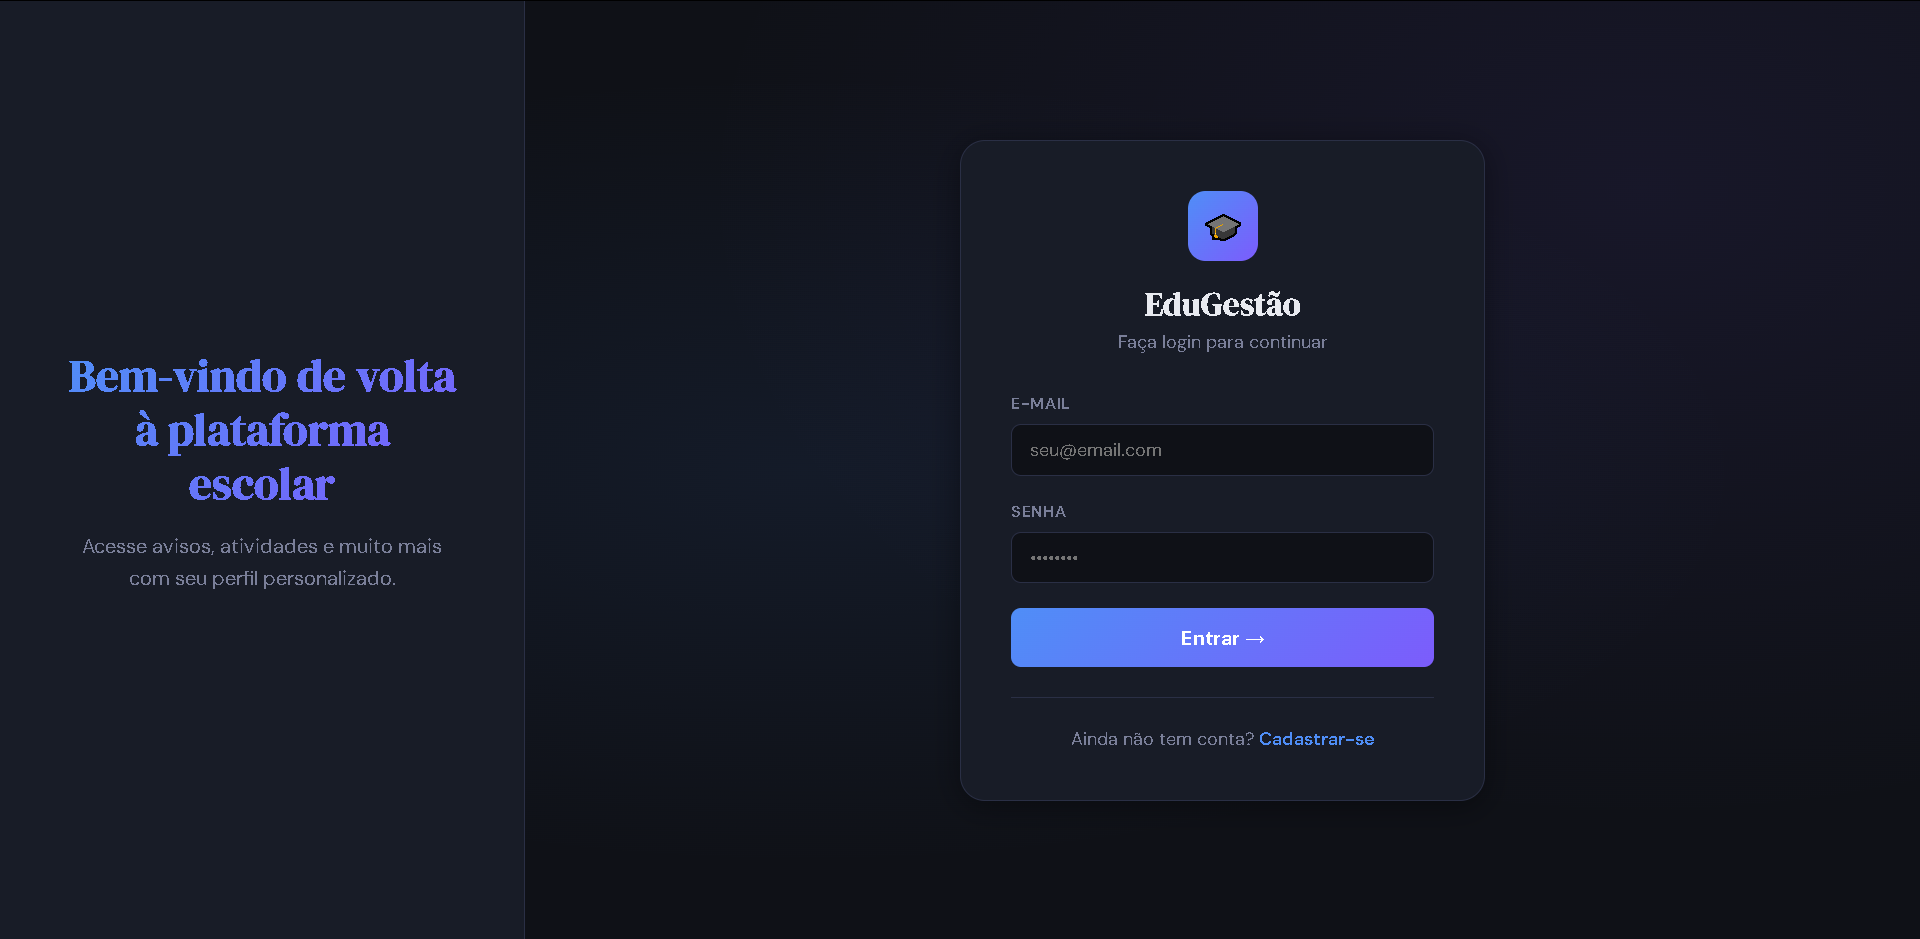 Bem-vindo de volta
à plataforma
escolar
Acesse avisos, atividades e muito mais
com seu perfil personalizado.
EduGestão
Faça login para continuar
E-MAIL
seu@email.com
SENHA
••••••••
Entrar →
Ainda não tem conta? Cadastrar-se